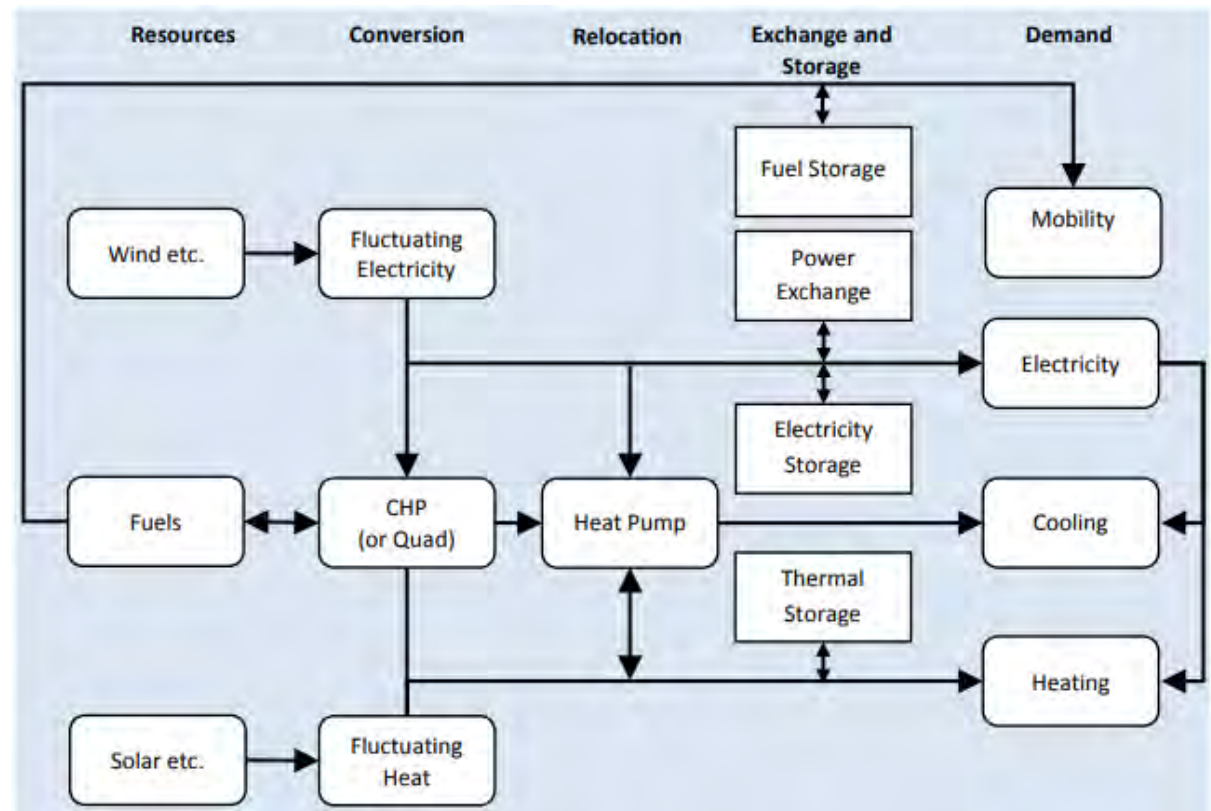 Resources
Conversion
Relocation
Exchange and
Storage
Demand
Fuel Storage
Mobility
Wind etc.
Fluctuating
Electricity
Power
Exchange
Electricity
Electricity
Storage
Fuels
CHP
(or Quad)
Heat Pump
Cooling
Thermal
Storage
Heating
Solar etc.
Fluctuating
Heat